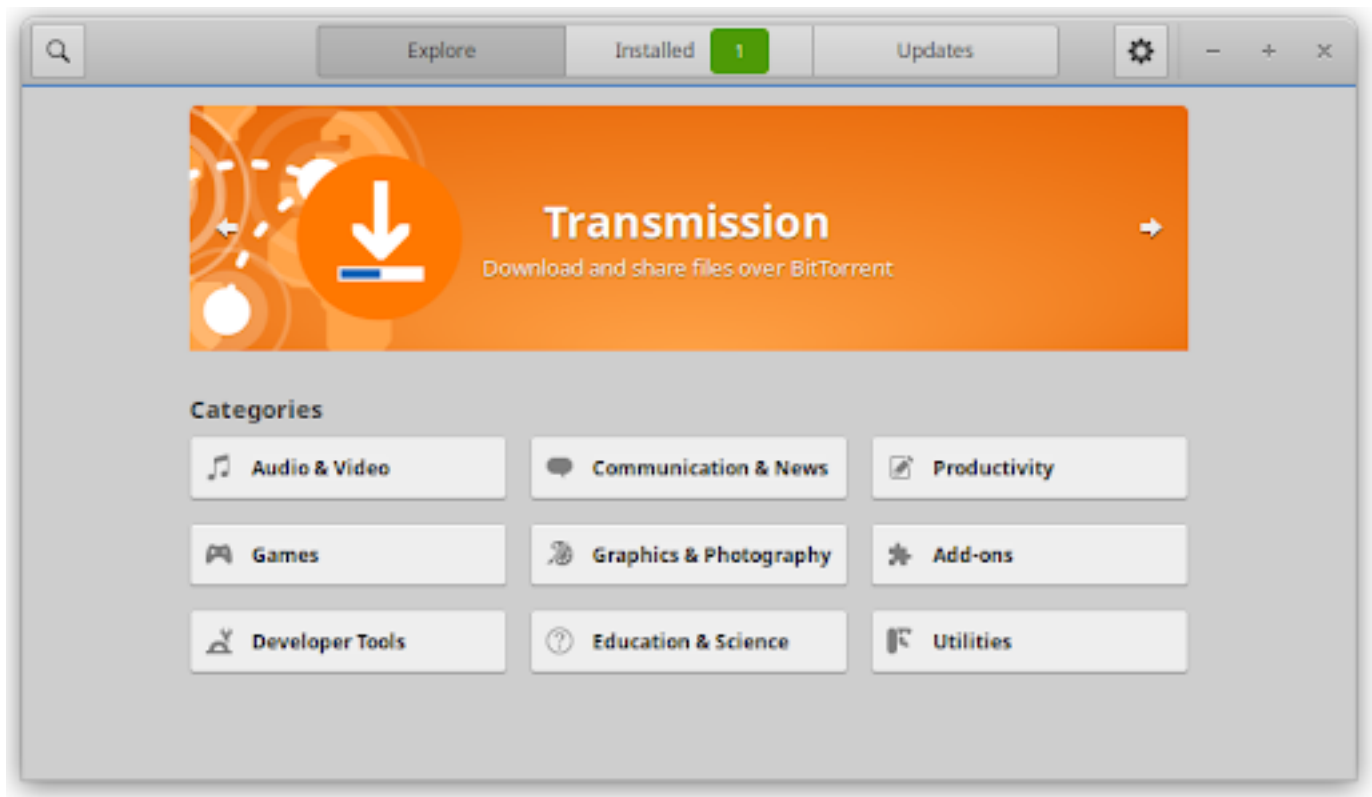 Explore Installed 1 Updates
Transmission
Download and share files over BitTorrent
Categories
Audio & Video Communication & News Productivity
Games Graphics & Photography Add-ons
Developer Tools Education & Science Utilities